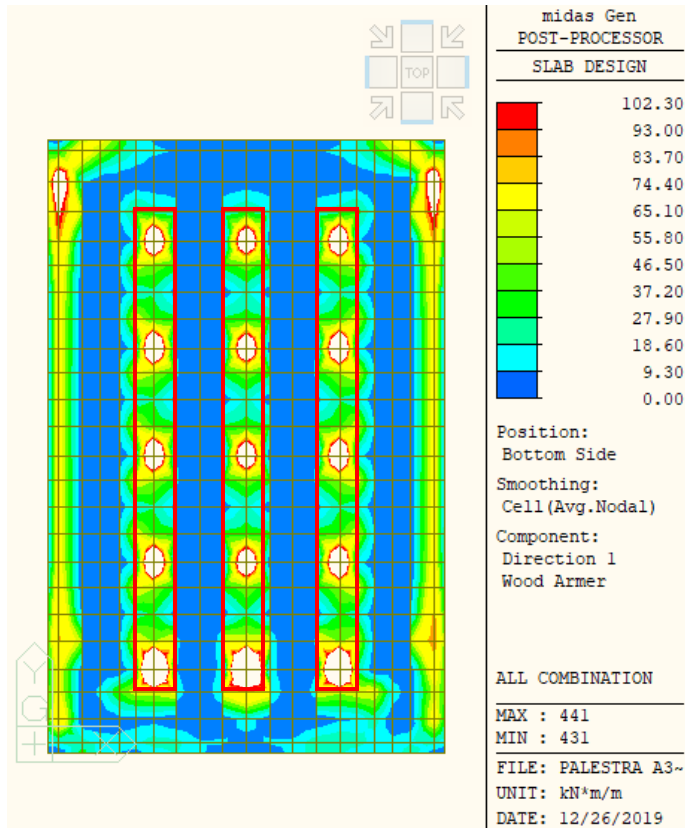 midas Gen
POST-PROCESSOR
SLAB DESIGN
TOP
102.30
93.00
83.70
74.40
65.10
55.80
46.50
37.20
27.90
18.60
9.30
0.00
Position:
Bottom Side
Smoothing:
Cell(Avg.Nodal)
Component:
Direction 1
Wood Armer
ALL COMBINATION
MAX : 441
MIN : 431
FILE: PALESTRA A3~
UNIT: kN*m/m
DATE: 12/26/2019
Y
G
X